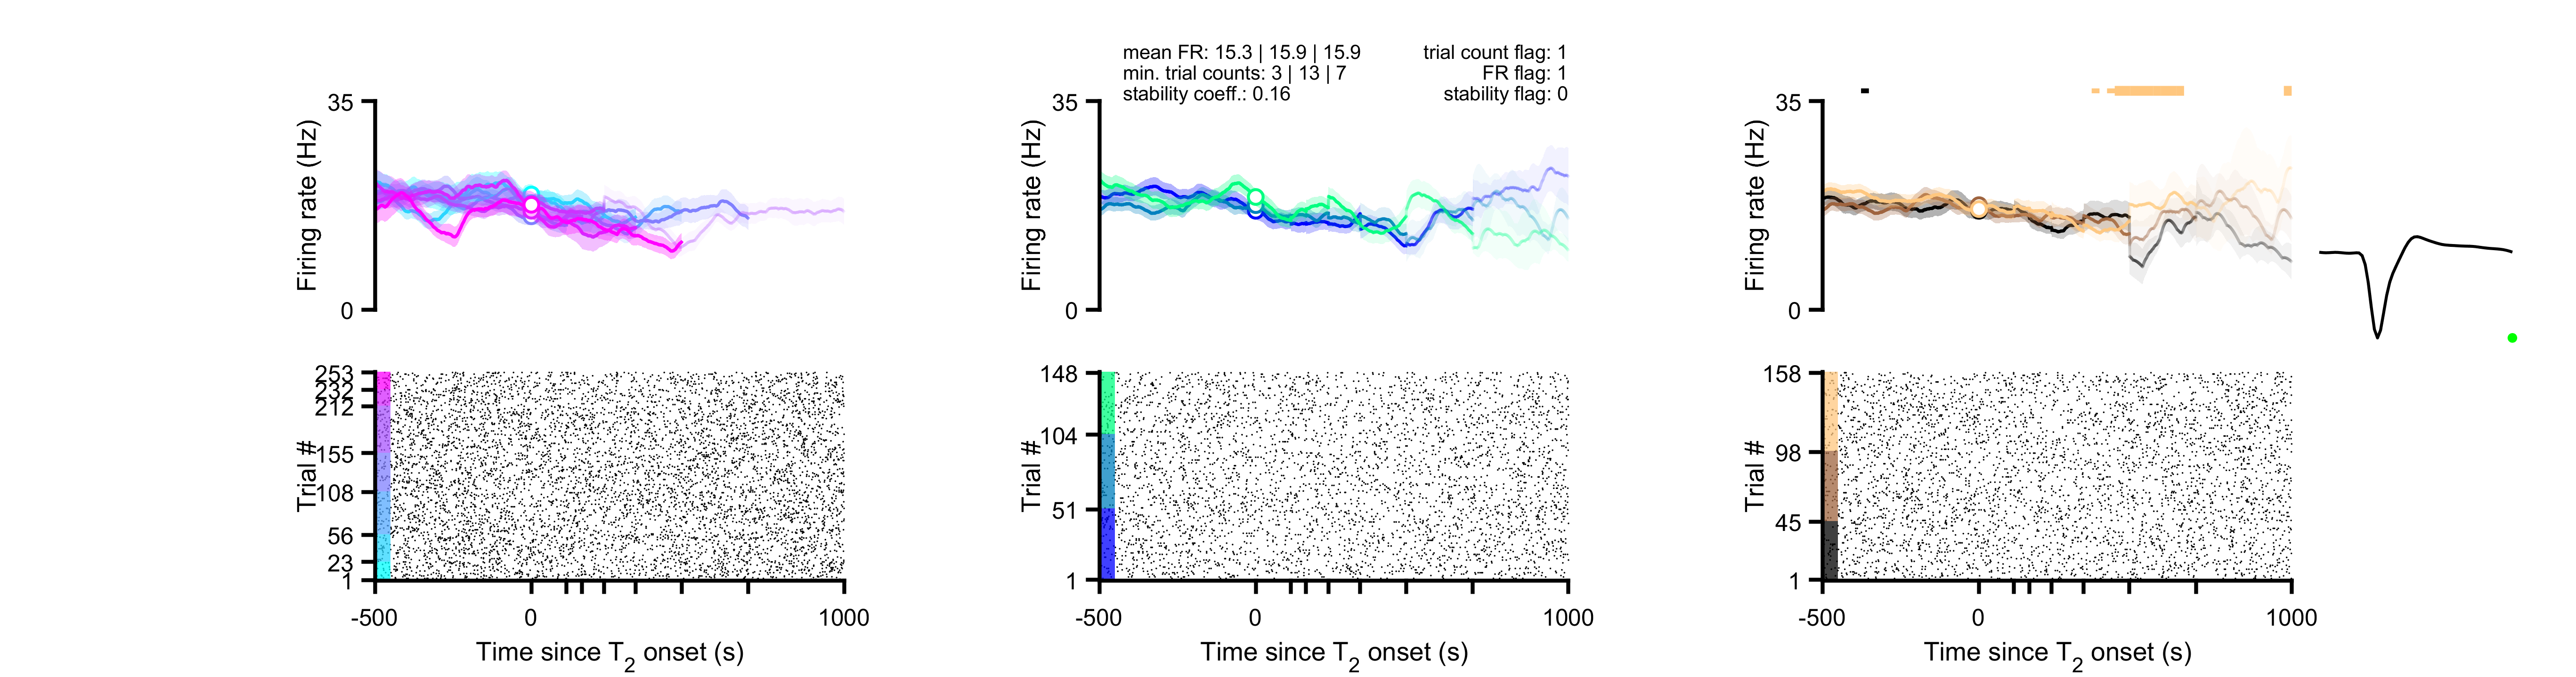 mean FR: 15.3 | 15.9 | 15.9
min. trial counts: 3 | 13 | 7
stability coeff.: 0.16
trial count flag: 1
FR flag: 1
stability flag: 0
35
0
Firing rate (Hz)
35
0
Firing rate (Hz)
35
0
Firing rate (Hz)
253
232
212
155
108
56
23
1
Trial #
-500
0
1000
Time since T2 onset (s)
148
104
51
1
Trial #
-500
0
1000
Time since T2 onset (s)
158
98
45
1
Trial #
-500
0
1000
Time since T2 onset (s)